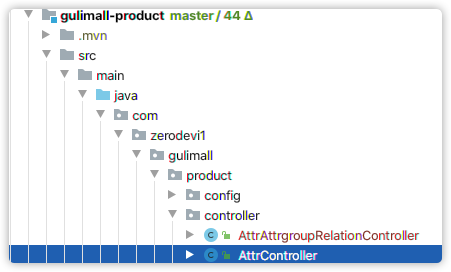 gulimall-product master / 44 Δ
.mvn
src
main
java
com
zerodevi1
gulimall
product
config
controller
C AttrAttrgroupRelationController
C AttrController